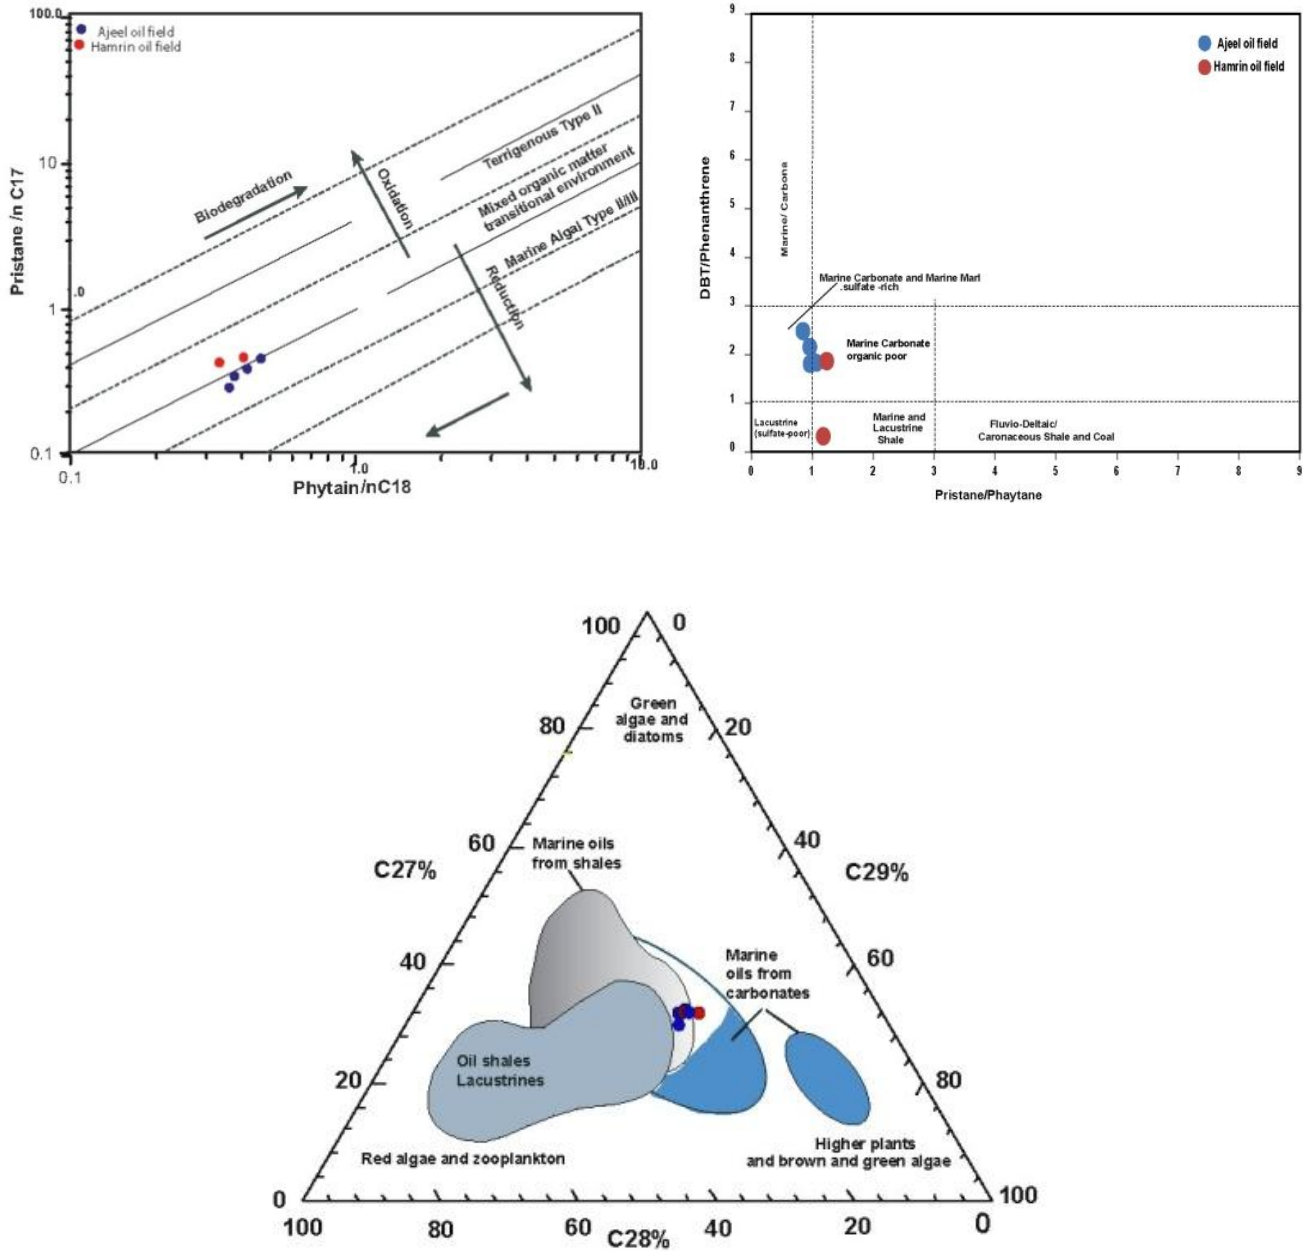 100.0
Ajeel oil field
Hamrin oil field
10
1
0.1
.0
Pristane /n C17
Biodegradation
Oxidation
Reduction
Terrigenous Type II
Mixed organic matter
transitional environment
Marine Algal Type II/III
0.1
1.0
10.0
Phytain/nC18
9
8
7
6
5
4
3
2
1
0
DBT/Phenanthrene
Ajeel oil field
Hamrin oil field
Marine/ Carbona
Marine Carbonate and Marine Marl
.sulfate -rich
Marine Carbonate
organic poor
Lacustrine
(sulfate-poor)
Marine and
Lacustrine
Shale
Fluvio-Deltaic/
Caronaceous Shale and Coal
0
1
2
3
4
5
6
7
8
9
Pristane/Phaytane
100
0
Green
algae and
diatoms
80
20
60
40
Marine oils
from shales
C27%
C29%
40
60
Marine
oils from
carbonates
Oil shales
Lacustrines
20
80
Higher plants
and brown and green algae
Red algae and zooplankton
0
100
100
80
60
C28%
40
20
0